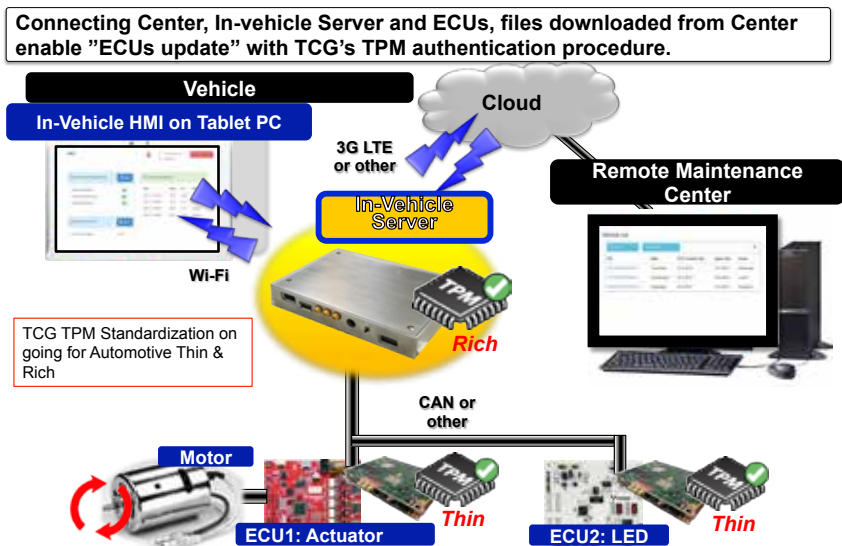 Connecting Center, In-vehicle Server and ECUs, files downloaded from Center
enable ”ECUs update” with TCG's TPM authentication procedure.
Vehicle
In-Vehicle HMI on Tablet PC
Cloud
3G LTE
or other
Remote Maintenance
Center
In-Vehicle
Server
Wi-Fi
TPM
Rich
TCG TPM Standardization on
going for Automotive Thin &
Rich
CAN or
other
Motor
TPM
Thin
ECU1: Actuator
TPM
Thin
ECU2: LED